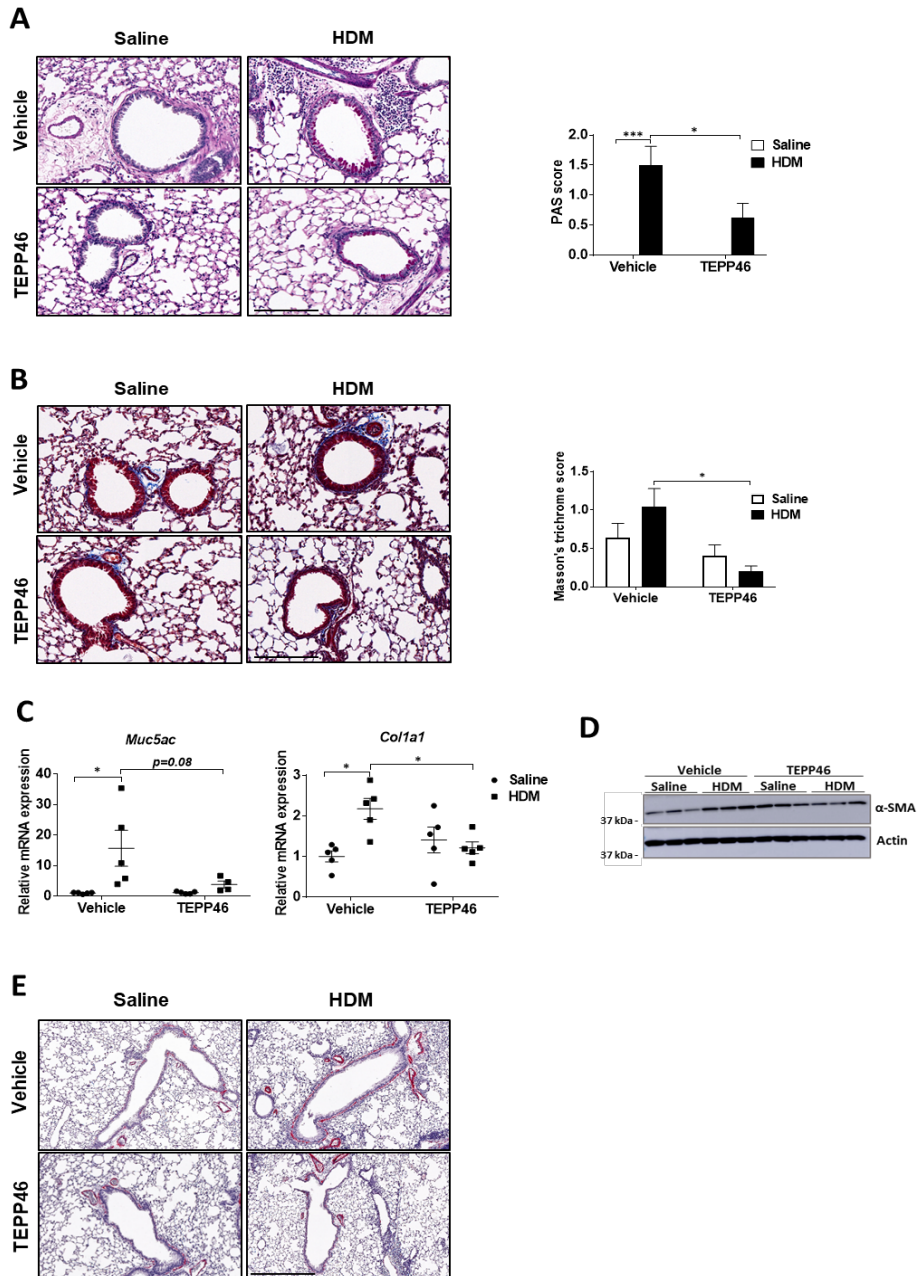 A
Saline HDM
Vehicle
TEPP46
2.0
1.5
1.0
0.5
0.0
PAS score
*** *
Saline
HDM
Vehicle TEPP46
B
Saline HDM
Vehicle
TEPP46
1.5
1.0
0.5
0.0
Masson's trichrome score
*
Saline
HDM
Vehicle TEPP46
C
Muc5ac
Relative mRNA expression
40
30
20
10
0
* p=0.08
Vehicle TEPP46
Col1a1
Relative mRNA expression
3
2
1
0
* *
Saline
HDM
Vehicle TEPP46
D
Vehicle TEPP46
Saline HDM Saline HDM
37 kDa - α-SMA
37 kDa - Actin
E
Saline HDM
Vehicle
TEPP46